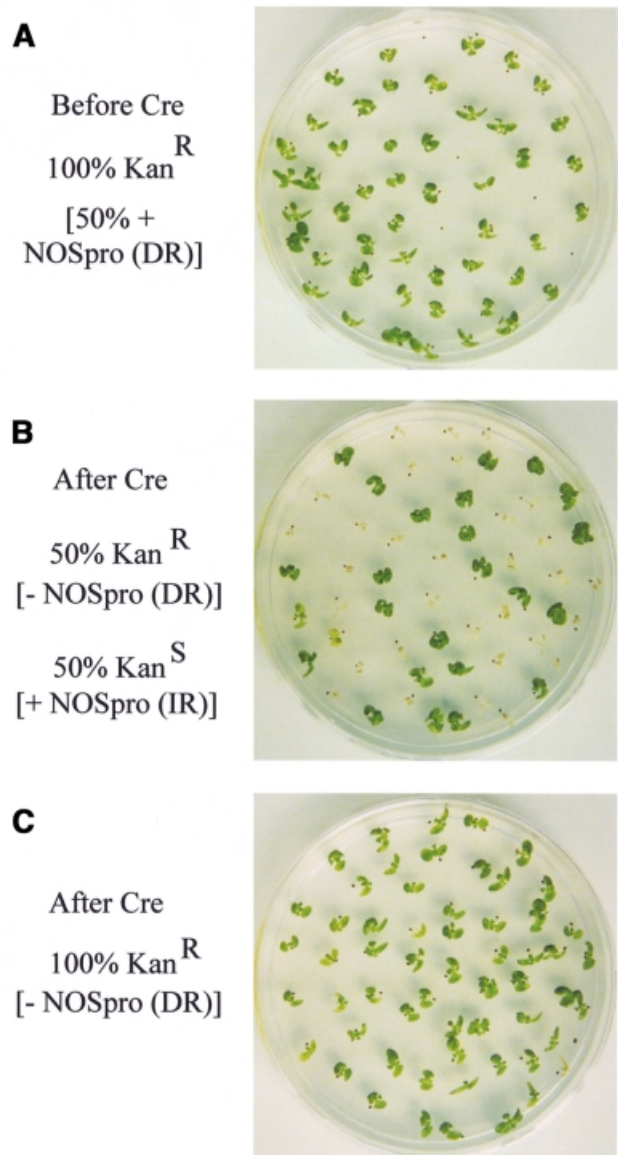 A
Before Cre
100% Kan R
[50% +
NOSpro (DR)]
B
After Cre
50% Kan R
[- NOSpro (DR)]
50% Kan S
[+ NOSpro (IR)]
C
After Cre
100% Kan R
[- NOSpro (DR)]